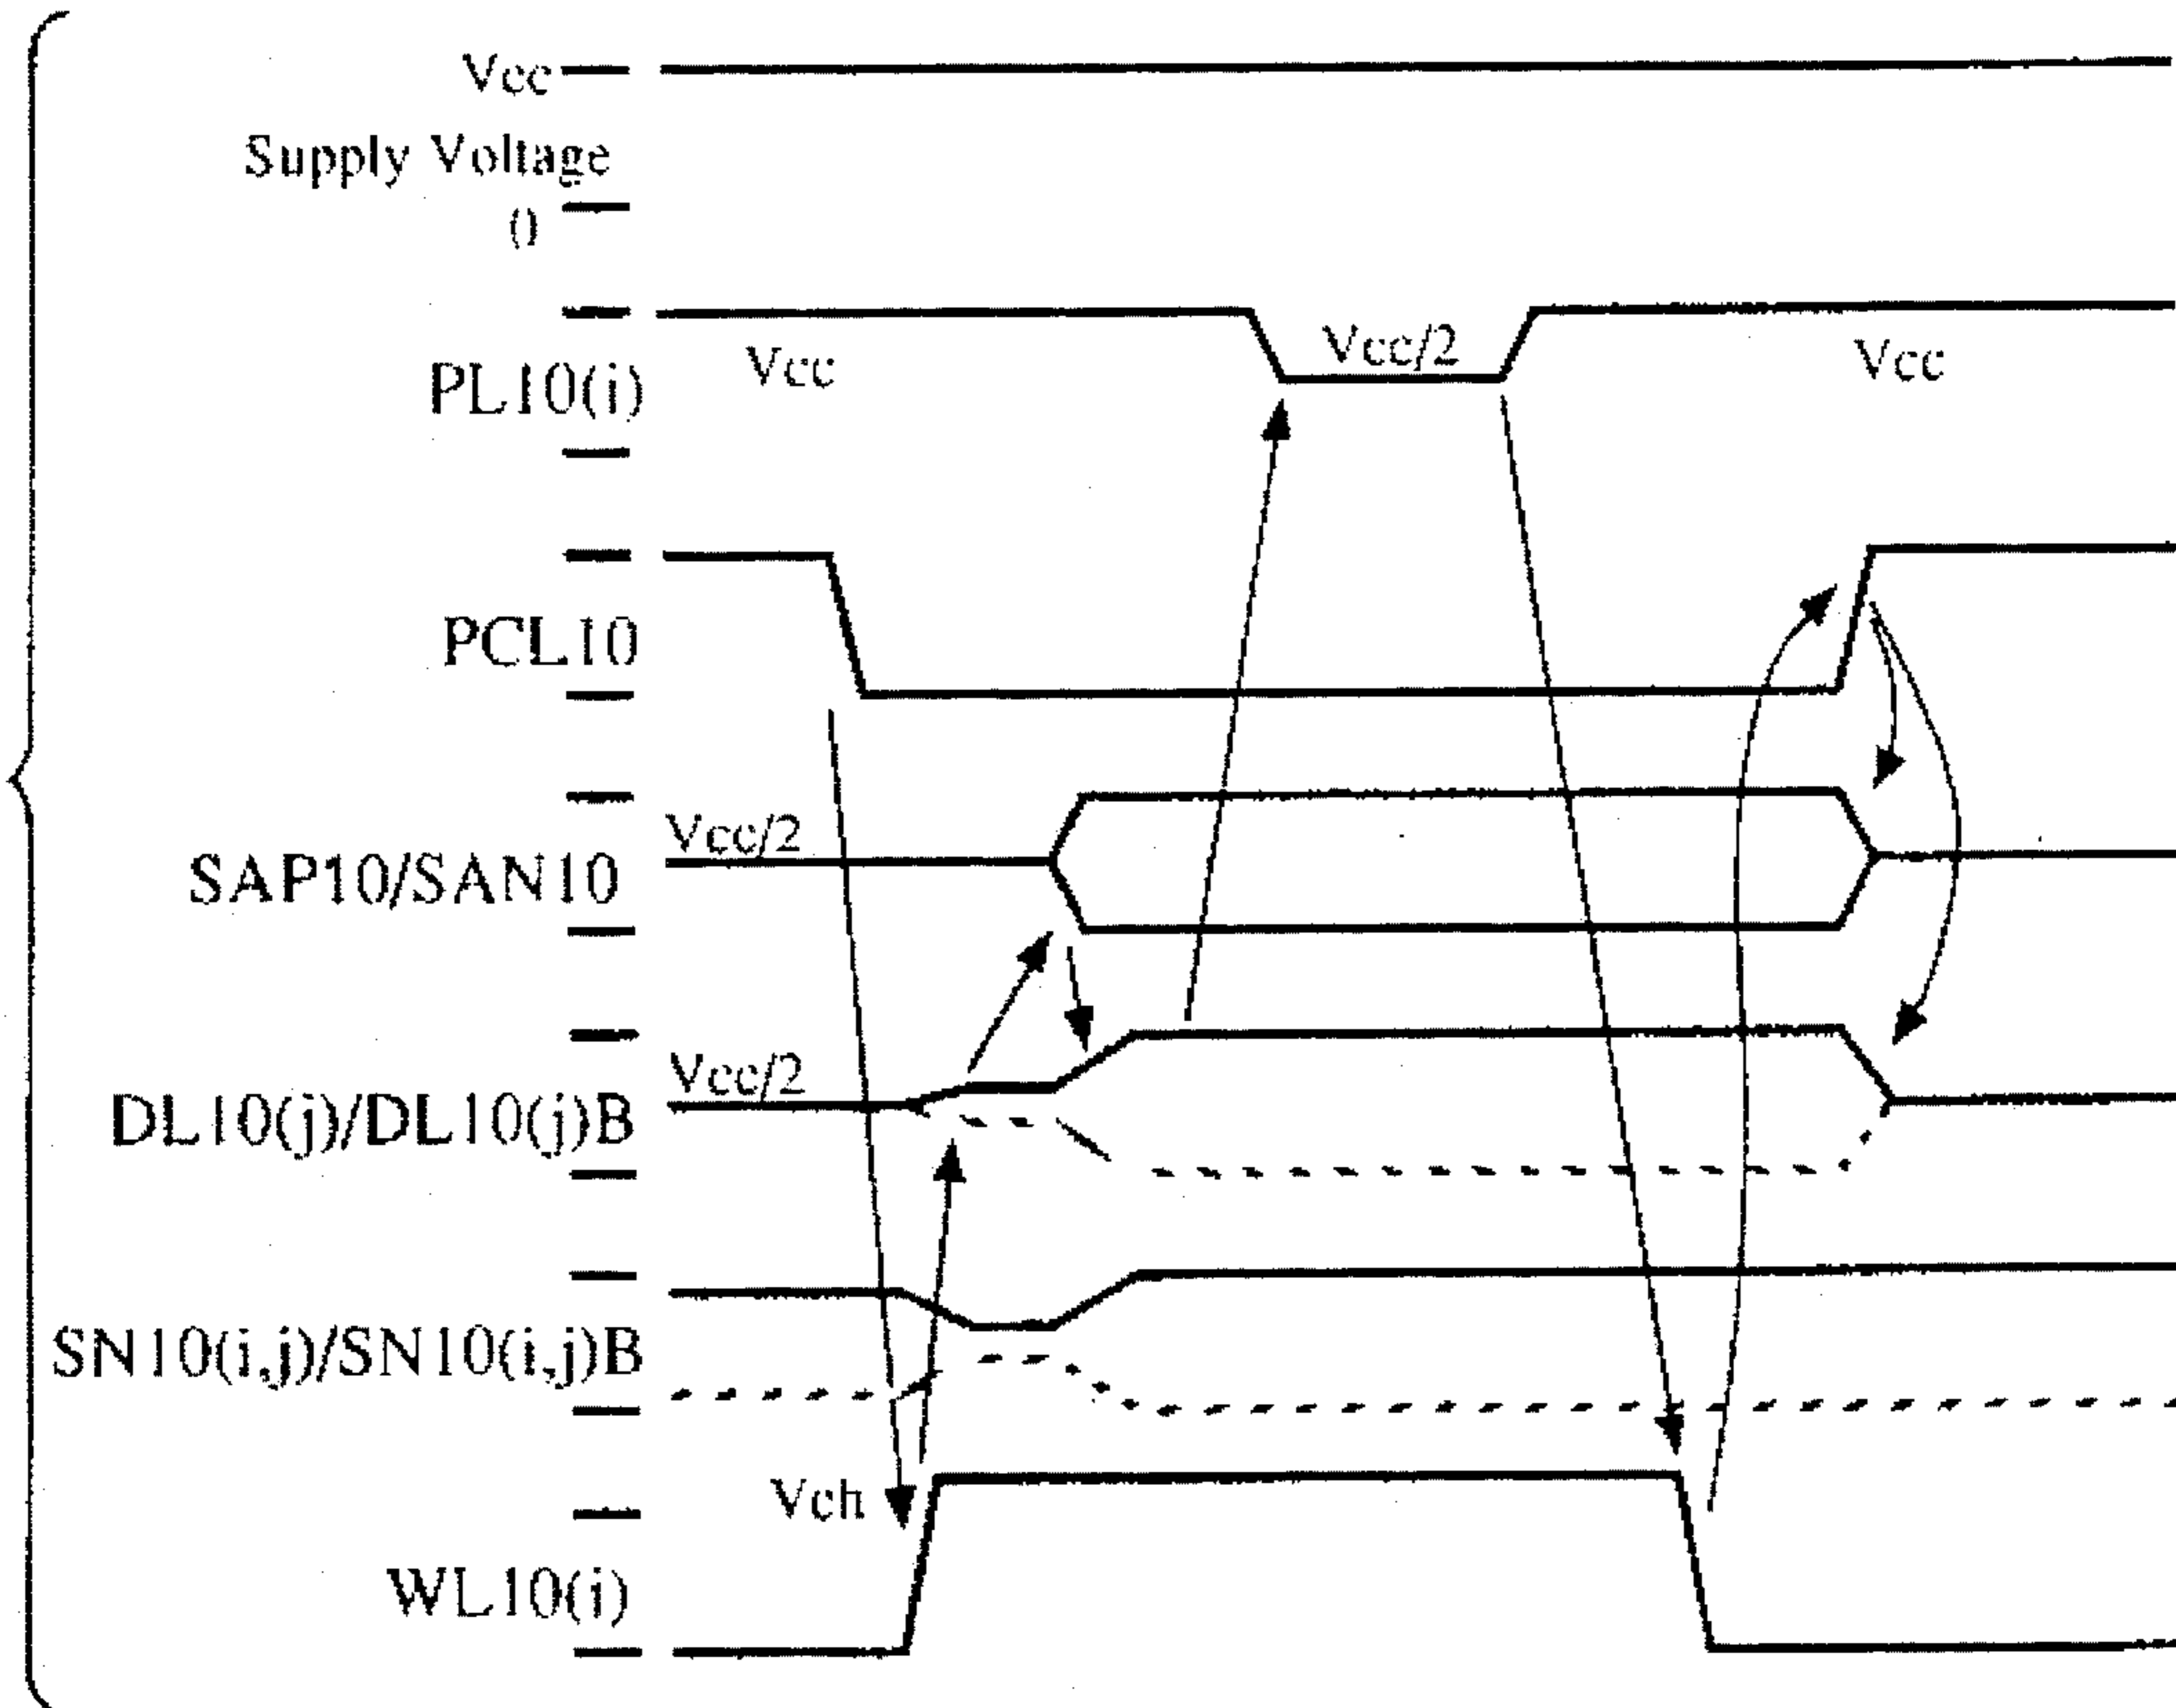 Vcc
Supply Voltage
0
PL10(i)
Vcc
Vcc/2
Vcc
PCL10
Vcc/2
SAP10/SAN10
Vcc/2
DL10(j)/DL10(j)B
SN10(i,j)/SN10(i,j)B
Vch
WL10(i)